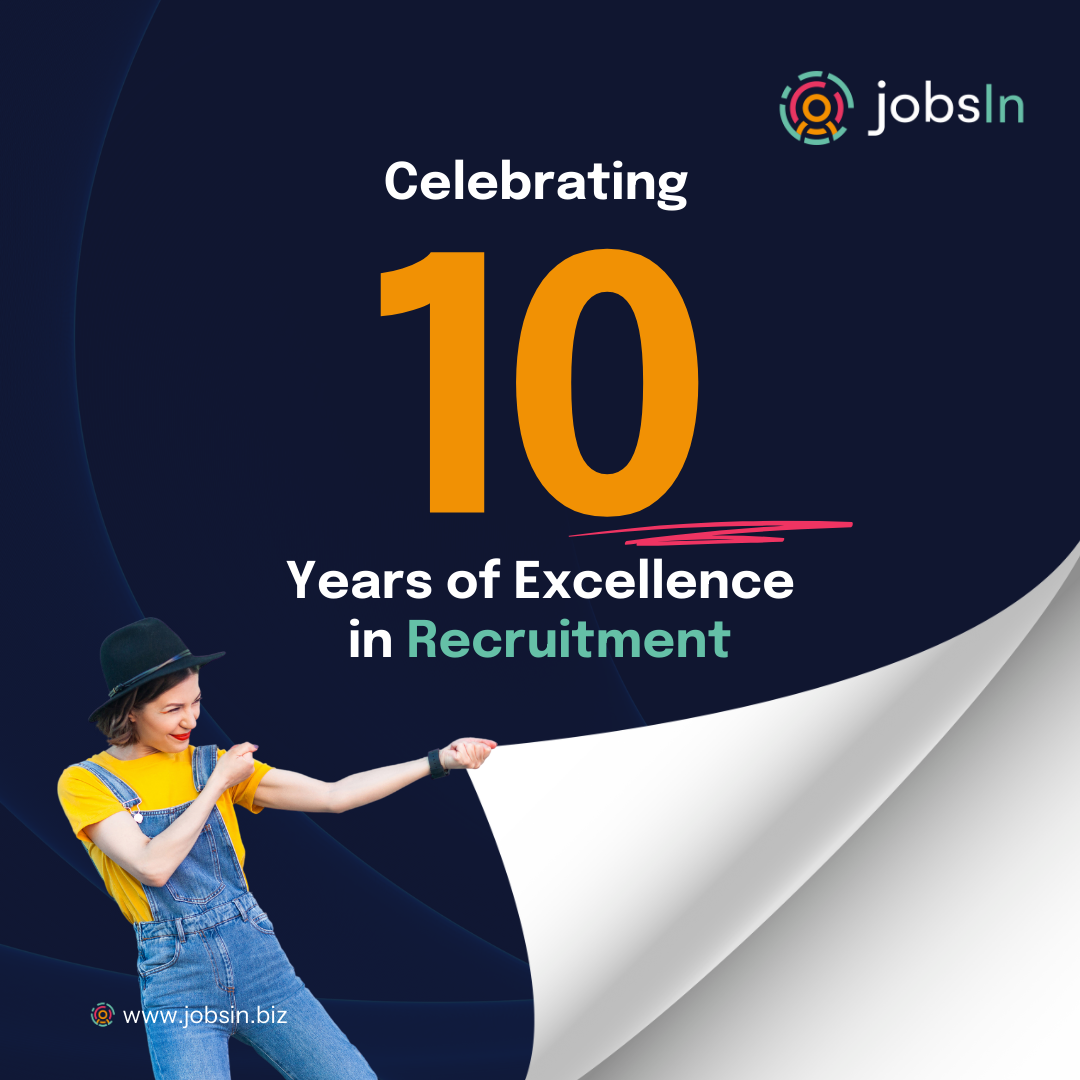 jobsIn
Celebrating
10
Years of Excellence
in Recruitment
www.jobsin.biz